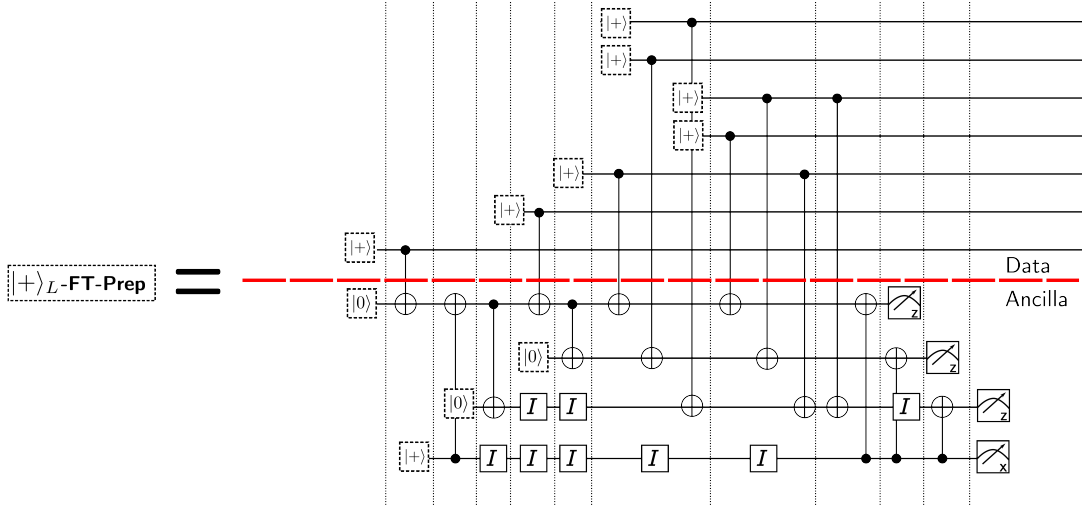 |+⟩
|+⟩
|+⟩
|+⟩
|+⟩
|+⟩
|+⟩
|+⟩_L-FT-Prep =
Data
|0⟩ Z Ancilla
|0⟩ Z
|0⟩ I I I Z
|+⟩ I I I I I X